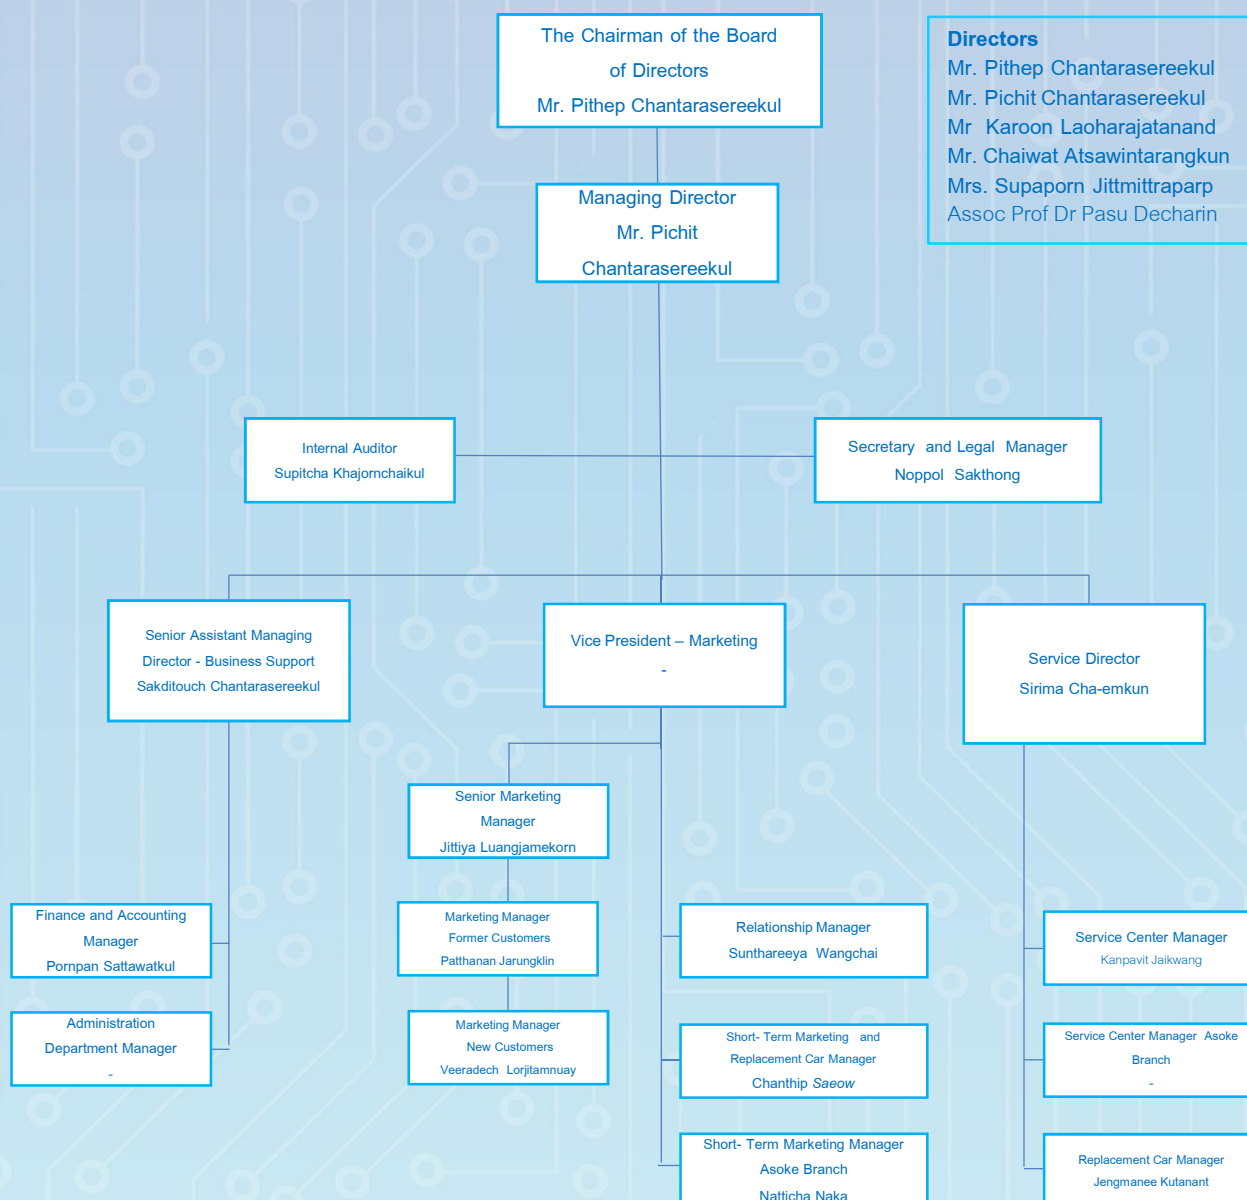 The Chairman of the Board
of Directors
Mr. Pithep Chantarasereekul
Directors
Mr. Pithep Chantarasereekul
Mr. Pichit Chantarasereekul
Mr Karoon Laoharajatanand
Mr. Chaiwat Atsawintarangkun
Mrs. Supaporn Jittmittraparp
Assoc Prof Dr Pasu Decharin
Managing Director
Mr. Pichit
Chantarasereekul
Internal Auditor
Supitcha Khajornchaikul
Secretary and Legal Manager
Noppol Sakthong
Senior Assistant Managing
Director - Business Support
Sakditouch Chantarasereekul
Vice President – Marketing
-
Service Director
Sirima Cha-emkun
Senior Marketing
Manager
Jittiya Luangjamekorn
Finance and Accounting
Manager
Pornpan Sattawatkul
Marketing Manager
Former Customers
Patthanan Jarungklin
Relationship Manager
Sunthareeya Wangchai
Service Center Manager
Kanpavit Jaikwang
Administration
Department Manager
-
Marketing Manager
New Customers
Veeradech Lorjitamnuay
Short- Term Marketing and
Replacement Car Manager
Chanthip Saeow
Service Center Manager Asoke
Branch
-
Short- Term Marketing Manager
Asoke Branch
Natticha Naka
Replacement Car Manager
Jengmanee Kutanant